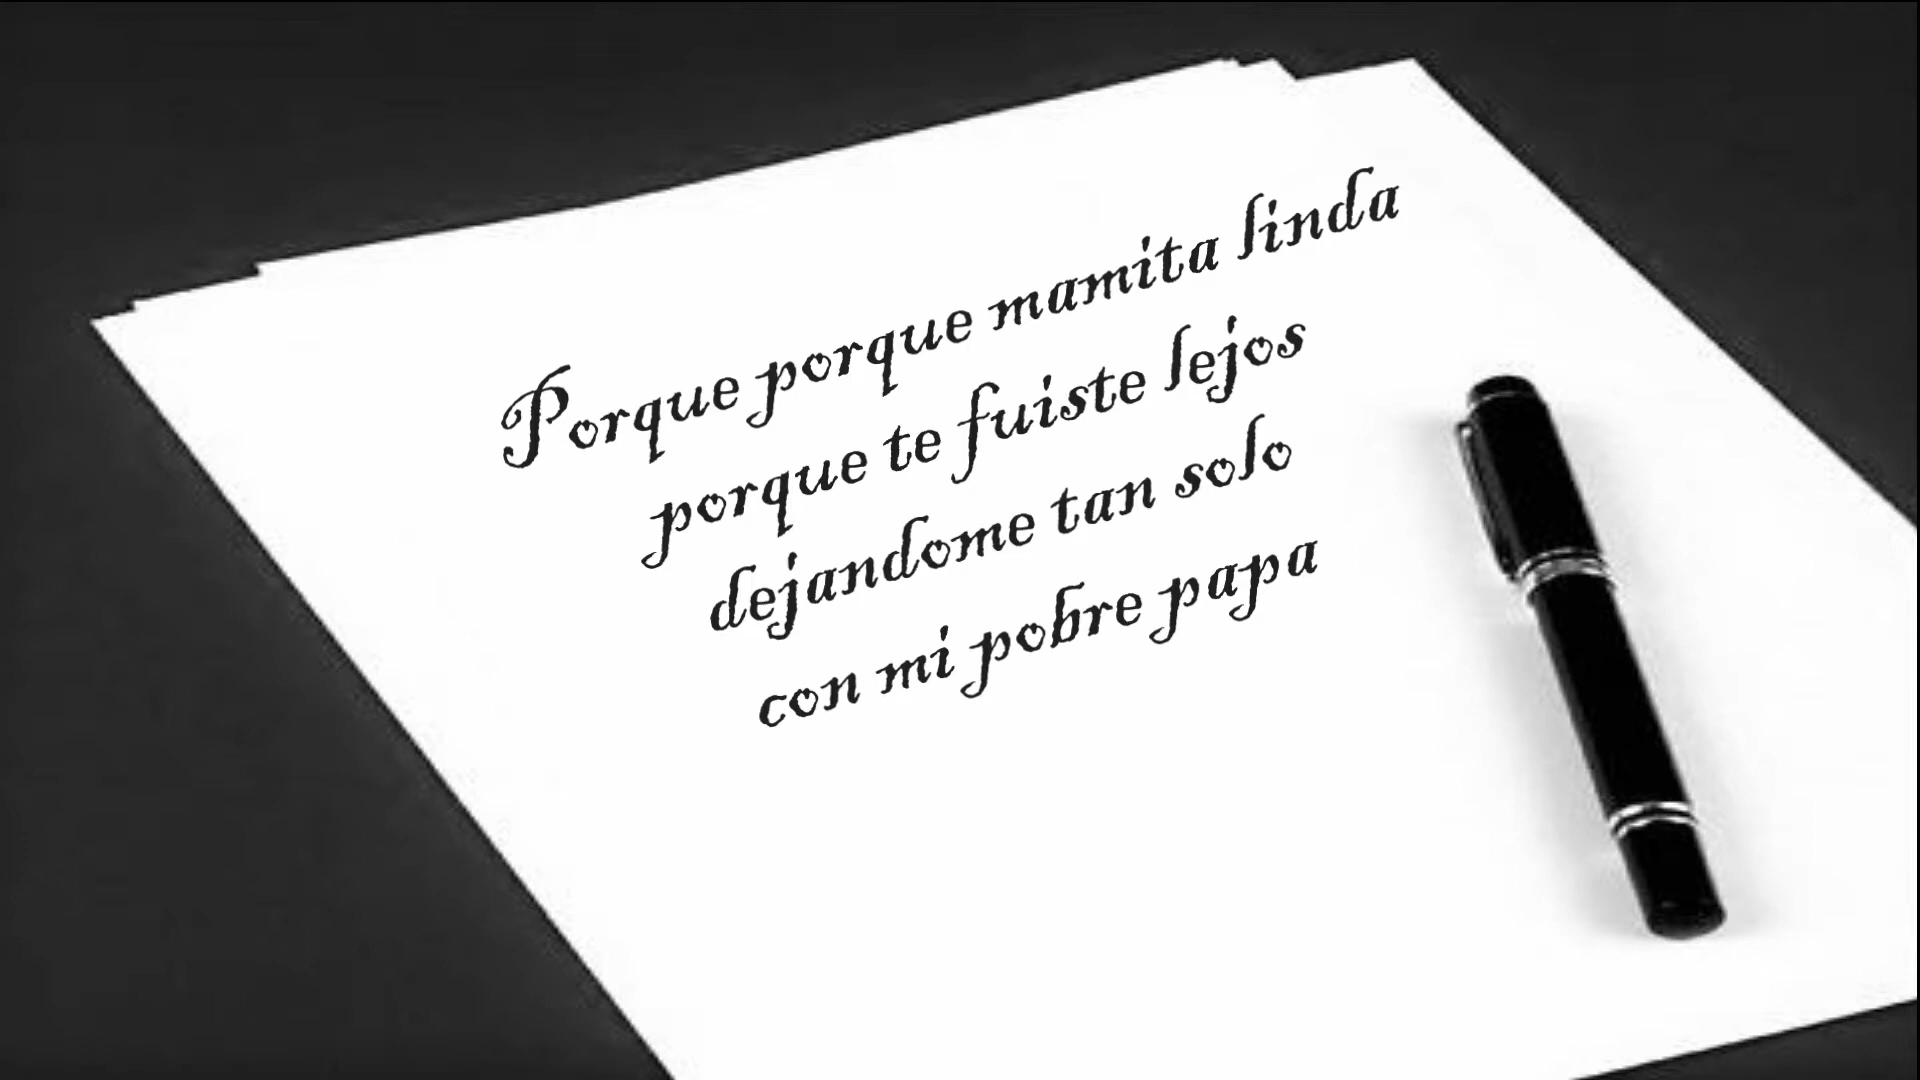 Porque porque mamita linda
porque te fuiste lejos
dejandome tan solo
con mi pobre papa